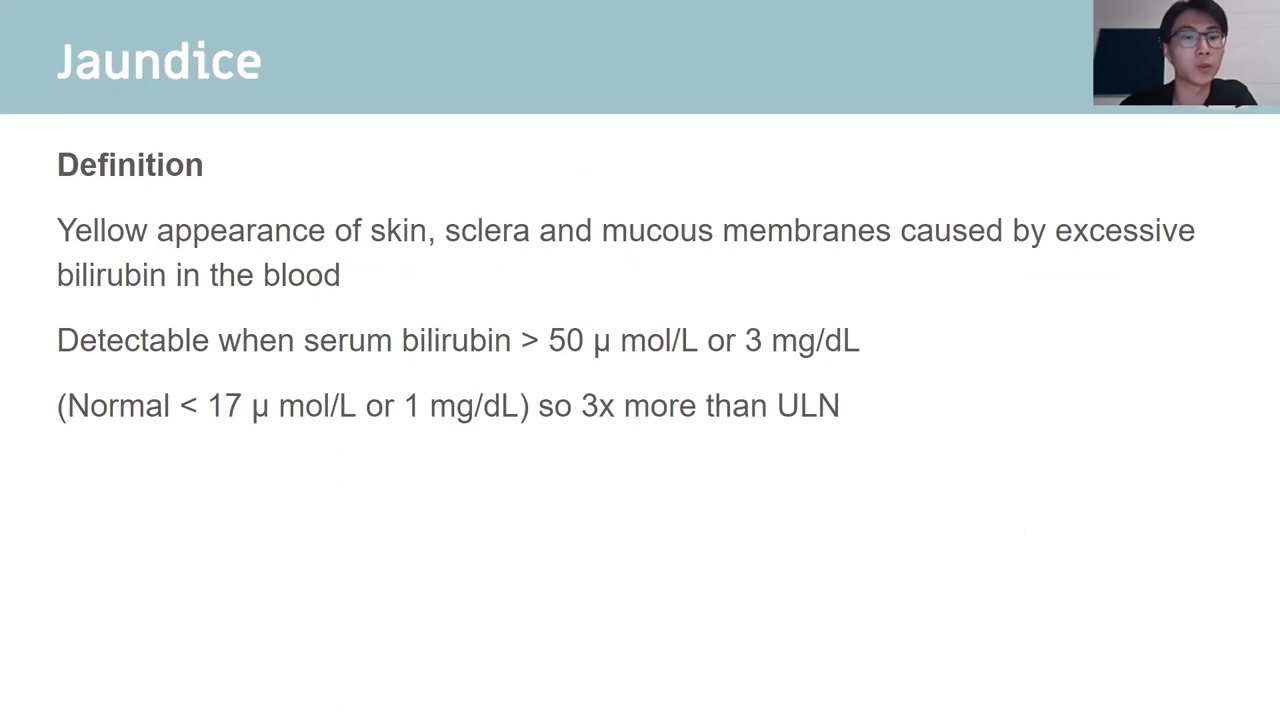 Jaundice
Definition
Yellow appearance of skin, sclera and mucous membranes caused by excessive
bilirubin in the blood
Detectable when serum bilirubin > 50 µ mol/L or 3 mg/dL
(Normal < 17 µ mol/L or 1 mg/dL) so 3x more than ULN